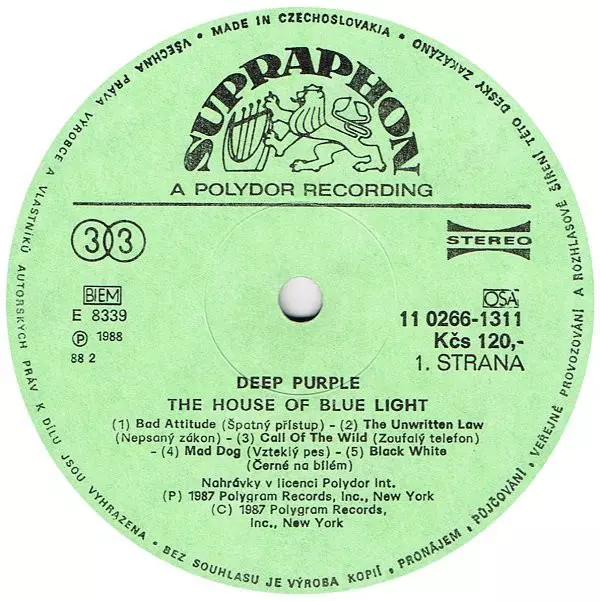 VŠECHNA PRÁVA VÝROBCE A VLASTNÍKŮ AUTORSKÝCH PRÁV K DÍLU JSOU VYHRAZENA • BEZ SOUHLASU JE VÝROBA KOPIÍ, PRONÁJEM, PŮJČOVÁNÍ, VEŘEJNÉ PROVOZOVÁNÍ A ROZHLASOVÉ ŠÍŘENÍ TÉTO DESKY ZAKÁZÁNO • MADE IN CZECHOSLOVAKIA •
SUPRAPHON
A POLYDOR RECORDING
33
STEREO
BIEM
E 8339
Ⓟ 1988
88 2
OSA
11 0266-1311
Kčs 120,-
1. STRANA
DEEP PURPLE
THE HOUSE OF BLUE LIGHT
(1) Bad Attitude (Špatný přístup) - (2) The Unwritten Law
(Nepsaný zákon) - (3) Call Of The Wild (Zoufalý telefon)
- (4) Mad Dog (Vzteklý pes) - (5) Black White
(Černé na bílém)
Nahrávky v licenci Polydor Int.
(P) 1987 Polygram Records, Inc., New York
(C) 1987 Polygram Records,
Inc., New York